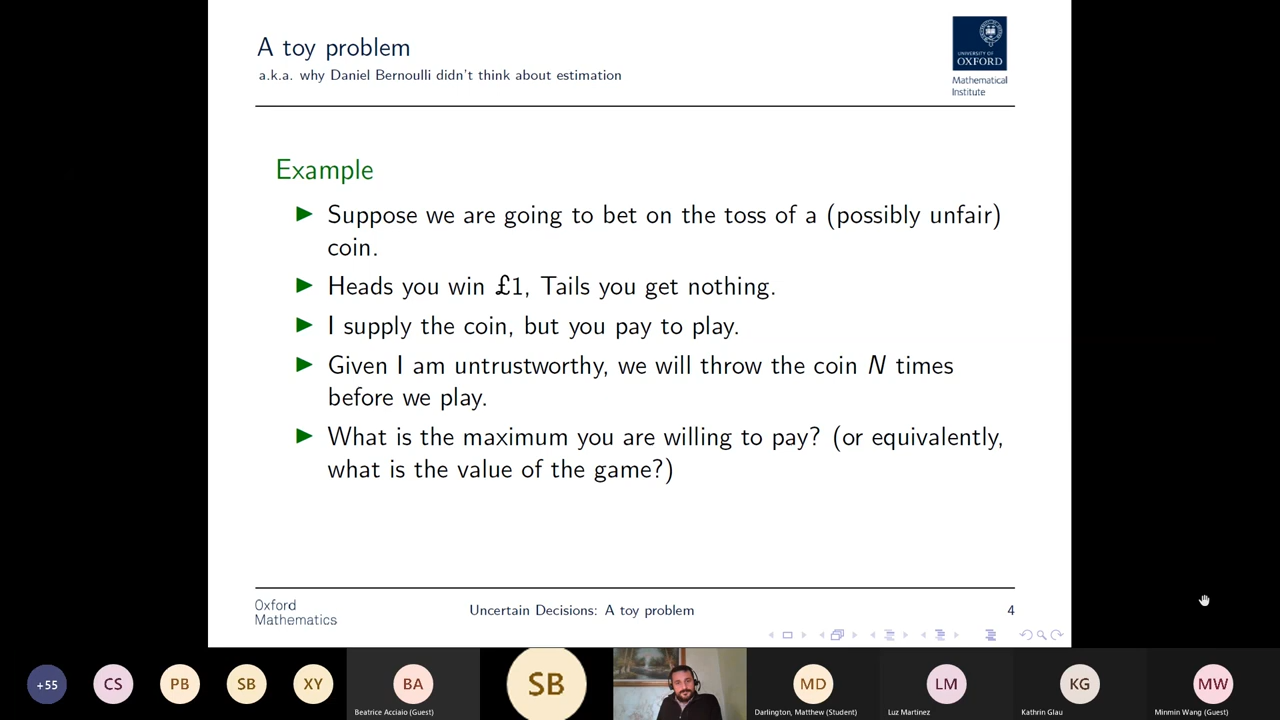 A toy problem
a.k.a. why Daniel Bernoulli didn't think about estimation
UNIVERSITY OF
OXFORD
Mathematical
Institute
Example
Suppose we are going to bet on the toss of a (possibly unfair)
coin.
Heads you win £1, Tails you get nothing.
I supply the coin, but you pay to play.
Given I am untrustworthy, we will throw the coin N times
before we play.
What is the maximum you are willing to pay? (or equivalently,
what is the value of the game?)
Oxford
Mathematics
Uncertain Decisions: A toy problem
4
+55
CS
PB
SB
XY
BA
Beatrice Acciaio (Guest)
SB
MD
Darlington, Matthew (Student)
LM
Luz Martinez
KG
Kathrin Glau
MW
Minmin Wang (Guest)